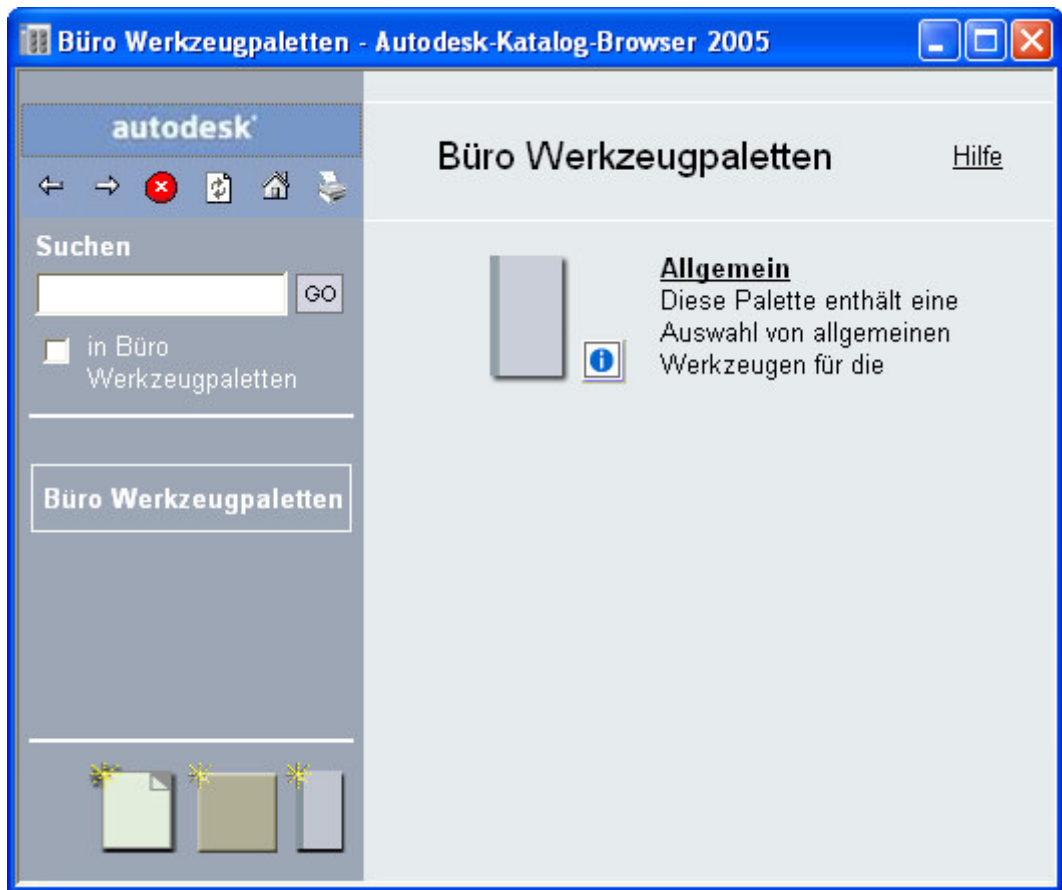 Büro Werkzeugpaletten - Autodesk-Katalog-Browser 2005
autodesk
Büro Werkzeugpaletten
Hilfe
Suchen
GO
in Büro
Werkzeugpaletten
Büro Werkzeugpaletten
Allgemein
Diese Palette enthält eine
Auswahl von allgemeinen
Werkzeugen für die